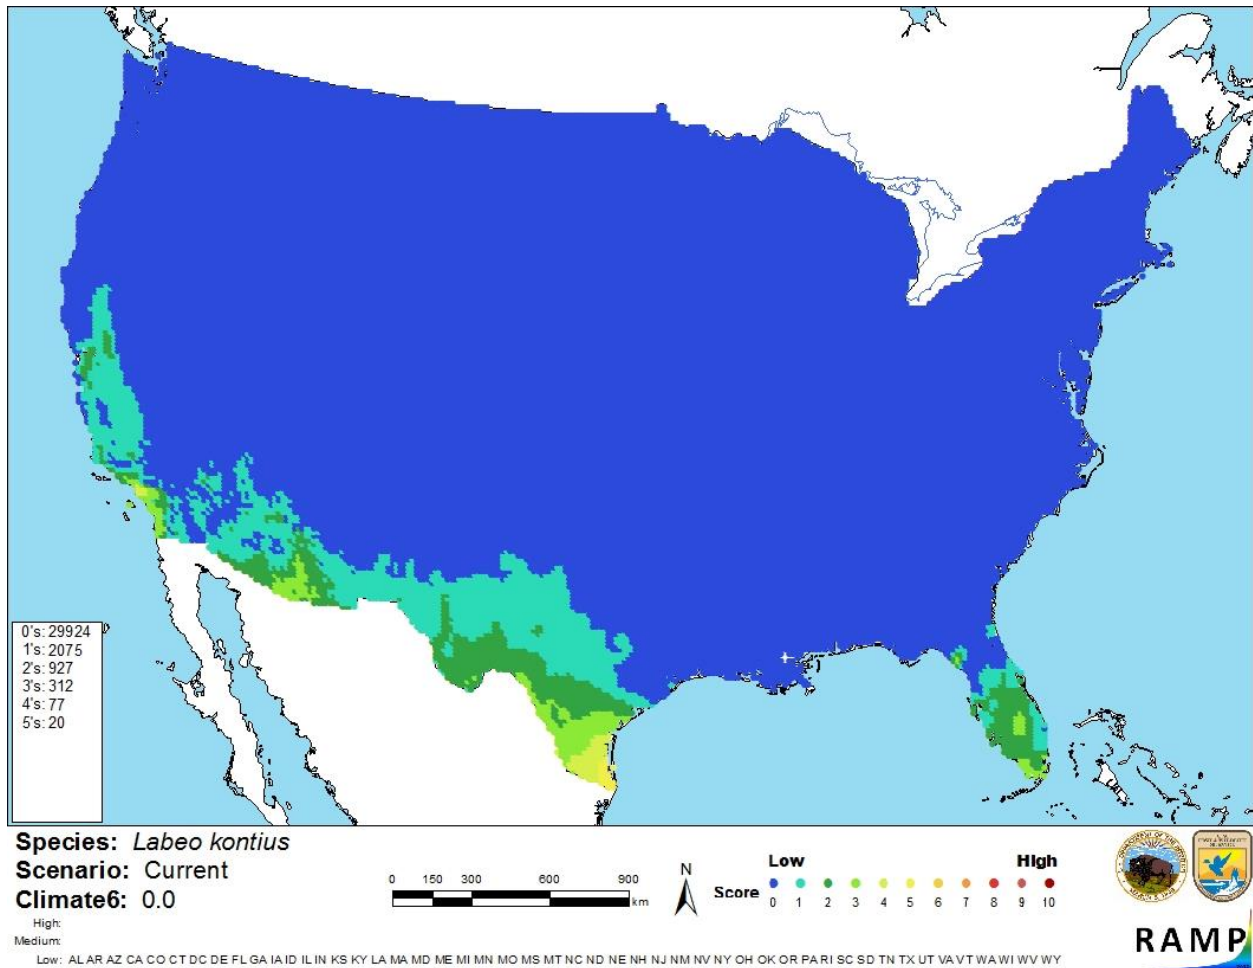 0's: 29924
1's: 2075
2's: 927
3's: 312
4's: 77
5's: 20
Species: Labeo kontius
Scenario: Current
Climate6: 0.0
High:
Medium:
Low: AL AR AZ CA CO CT DC DE FL GA IA ID IL IN KS KY LA MA MD ME MI MN MO MS MT NC ND NE NH NJ NM NV NY OH OK OR PA RI SC SD TN TX UT VA VT WA WI WV WY
0 150 300 600 900
km
N
Low High
Score 0 1 2 3 4 5 6 7 8 9 10
RAMP